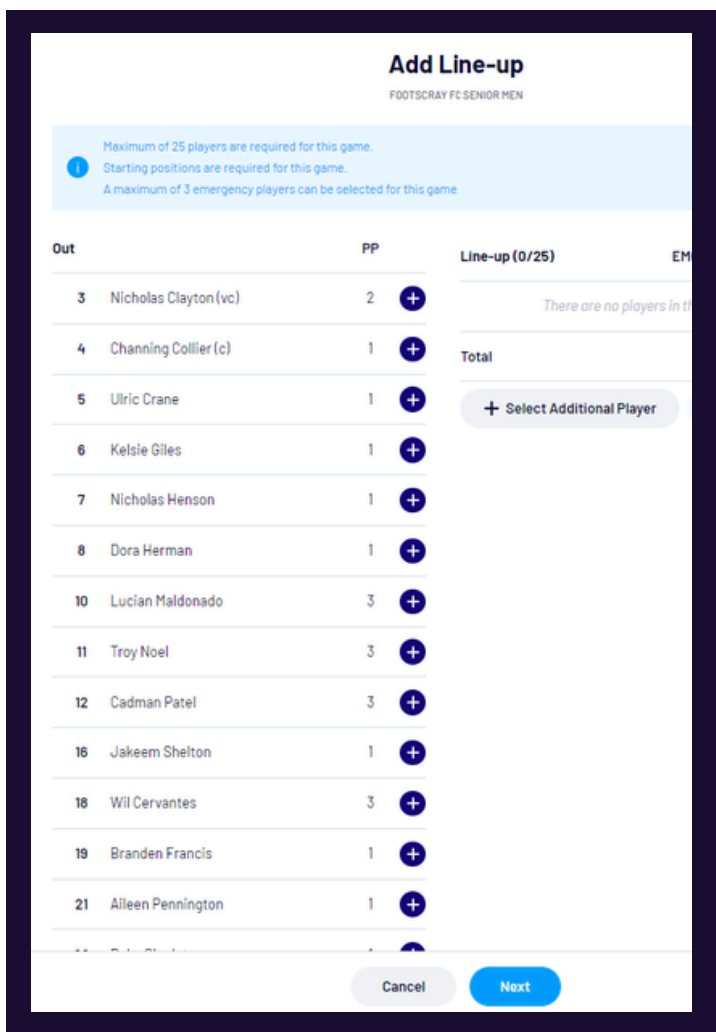 Add Line-up
FOOTSCRAY FC SENIOR MEN
Maximum of 25 players are required for this game.
Starting positions are required for this game.
A maximum of 3 emergency players can be selected for this game
Out PP
3 Nicholas Clayton (vc) 2
4 Channing Collier (c) 1
5 Ulric Crane 1
6 Kelsie Giles 1
7 Nicholas Henson 1
8 Dora Herman 1
10 Lucian Maldonado 3
11 Troy Noel 3
12 Cadman Patel 3
16 Jakeem Shelton 1
18 Wil Cervantes 3
19 Branden Francis 1
21 Aileen Pennington 1
Line-up (0/25) EM
There are no players in th
Total
+ Select Additional Player
Cancel Next